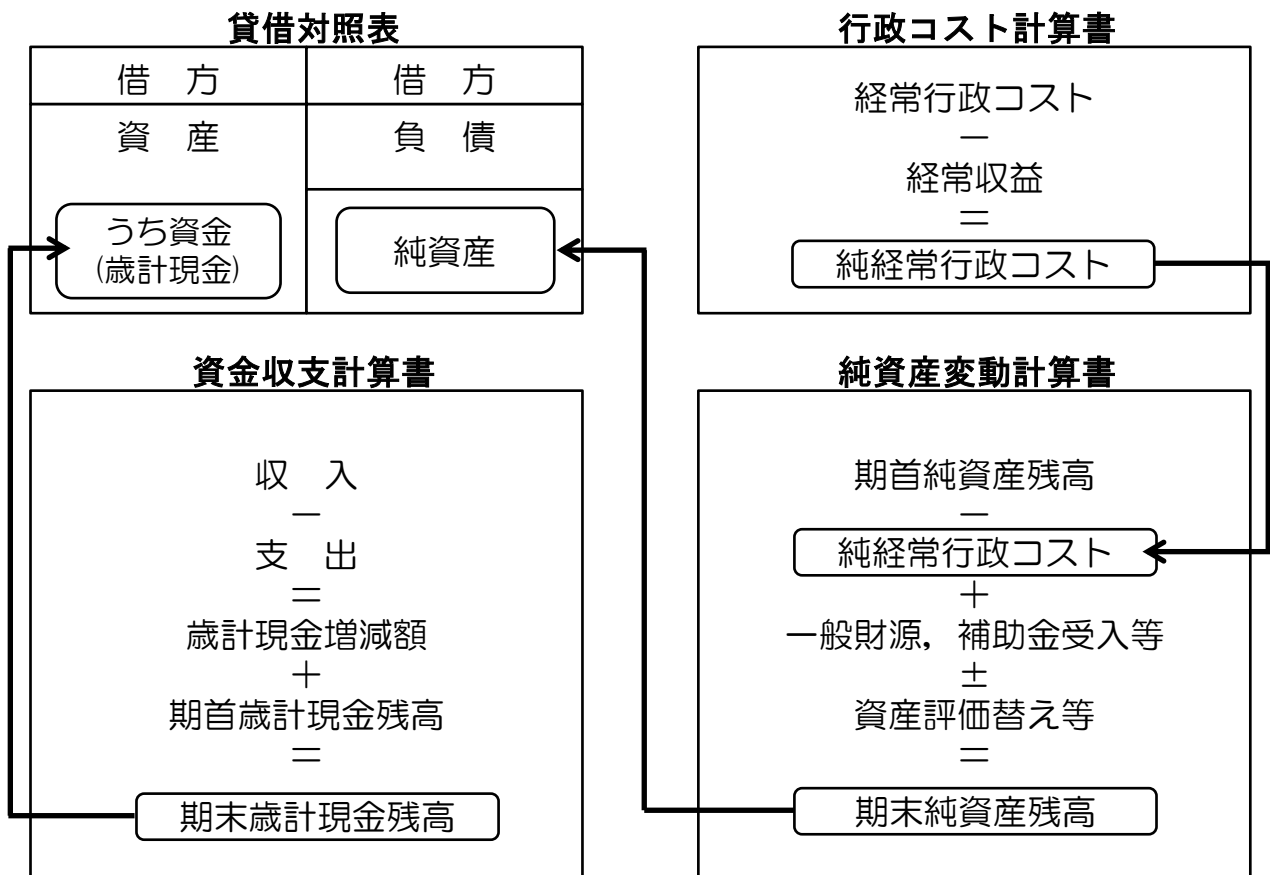 貸借対照表
借　方
借　方
資　産
負　債
うち資金
(歳計現金)
純資産
行政コスト計算書
経常行政コスト
－
経常収益
＝
純経常行政コスト
資金収支計算書
収　入
－
支　出
＝
歳計現金増減額
＋
期首歳計現金残高
＝
期末歳計現金残高
純資産変動計算書
期首純資産残高
－
純経常行政コスト
＋
一般財源，補助金受入等
±
資産評価替え等
＝
期末純資産残高